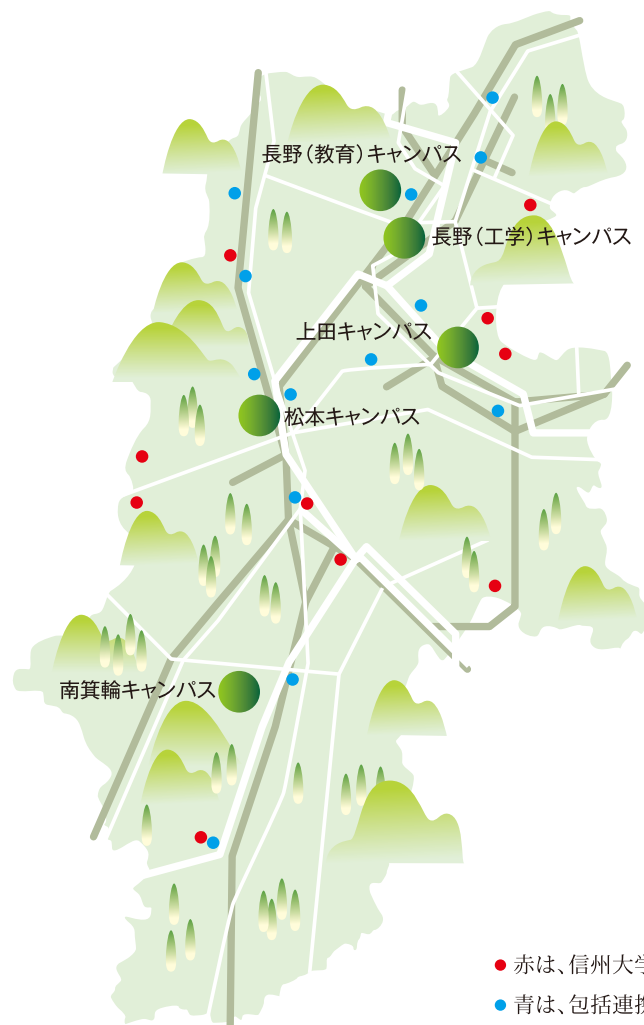 長野（教育）キャンパス
長野（工学）キャンパス
上田キャンパス
松本キャンパス
南箕輪キャンパス
赤は、信州大学
青は、包括連携